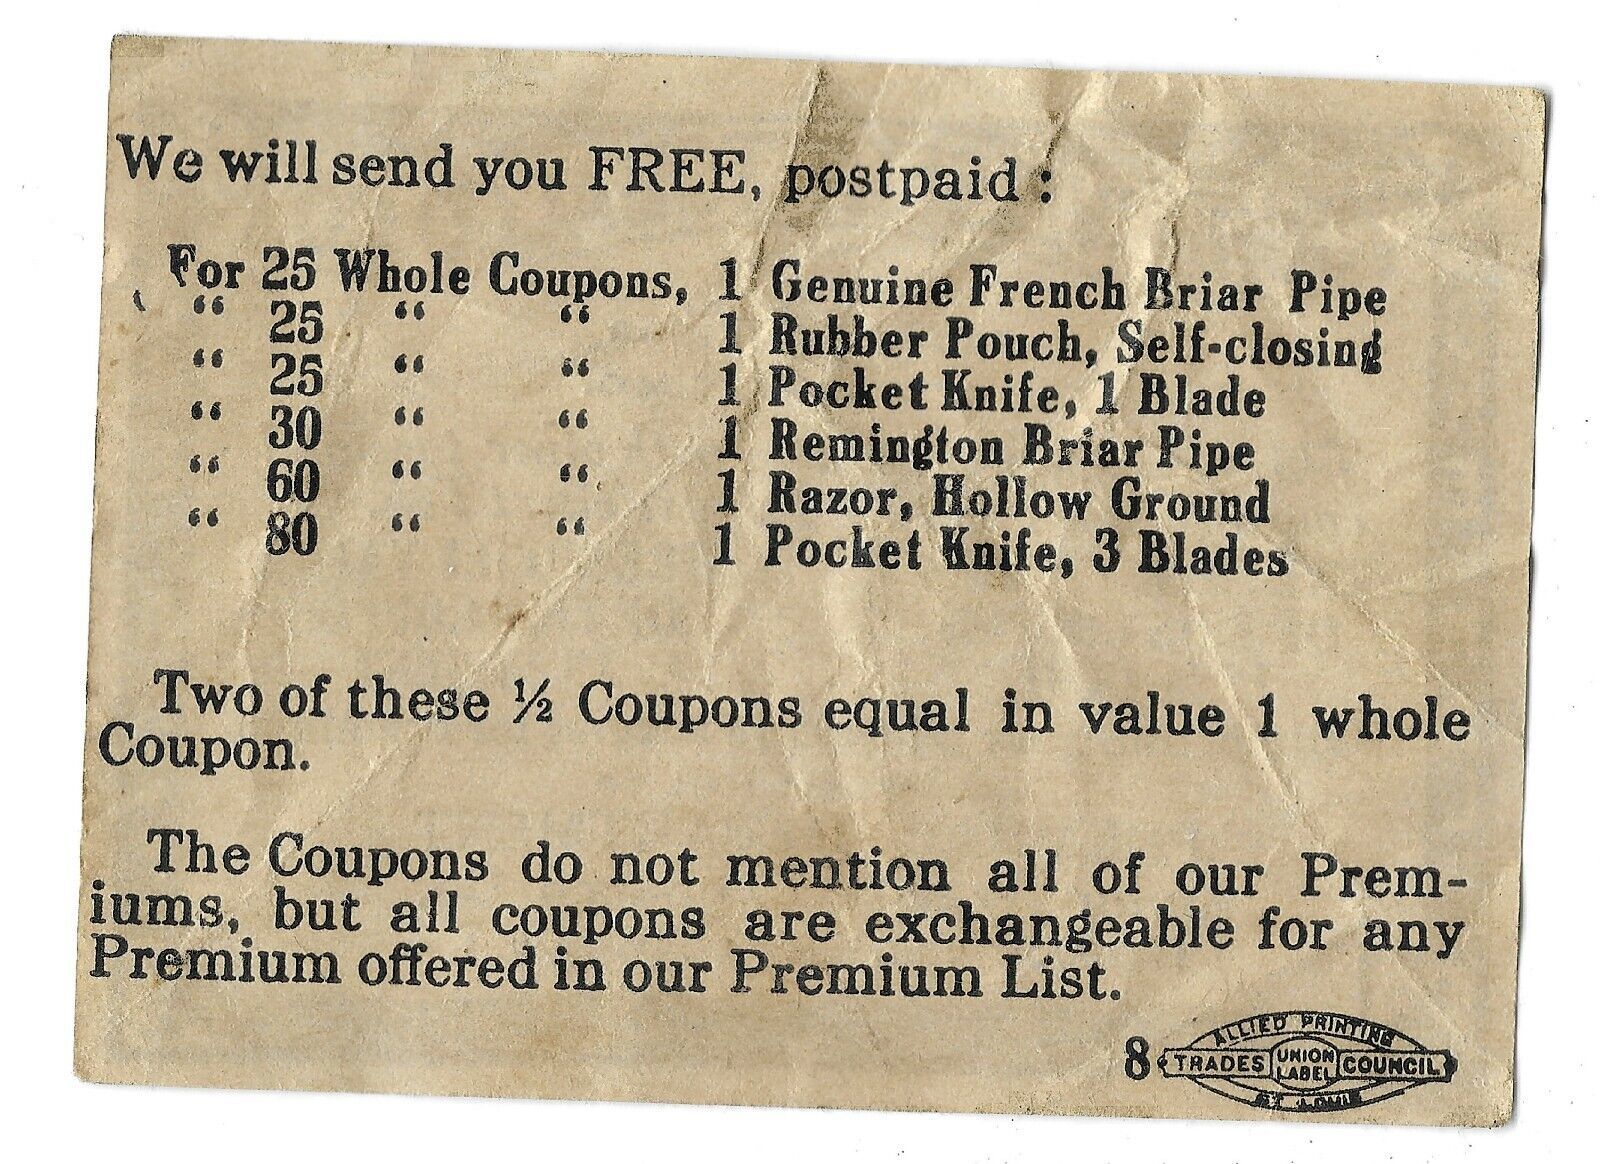 We will send you FREE, postpaid :
For 25 Whole Coupons, 1 Genuine French Briar Pipe
“ 25 “ “ 1 Rubber Pouch, Self-closing
“ 25 “ “ 1 Pocket Knife, 1 Blade
“ 30 “ “ 1 Remington Briar Pipe
“ 60 “ “ 1 Razor, Hollow Ground
“ 80 “ “ 1 Pocket Knife, 3 Blades
Two of these ½ Coupons equal in value 1 whole
Coupon.
The Coupons do not mention all of our Prem-
iums, but all coupons are exchangeable for any
Premium offered in our Premium List.
8
ALLIED PRINTING
TRADES UNION LABEL COUNCIL
ST. LOUIS